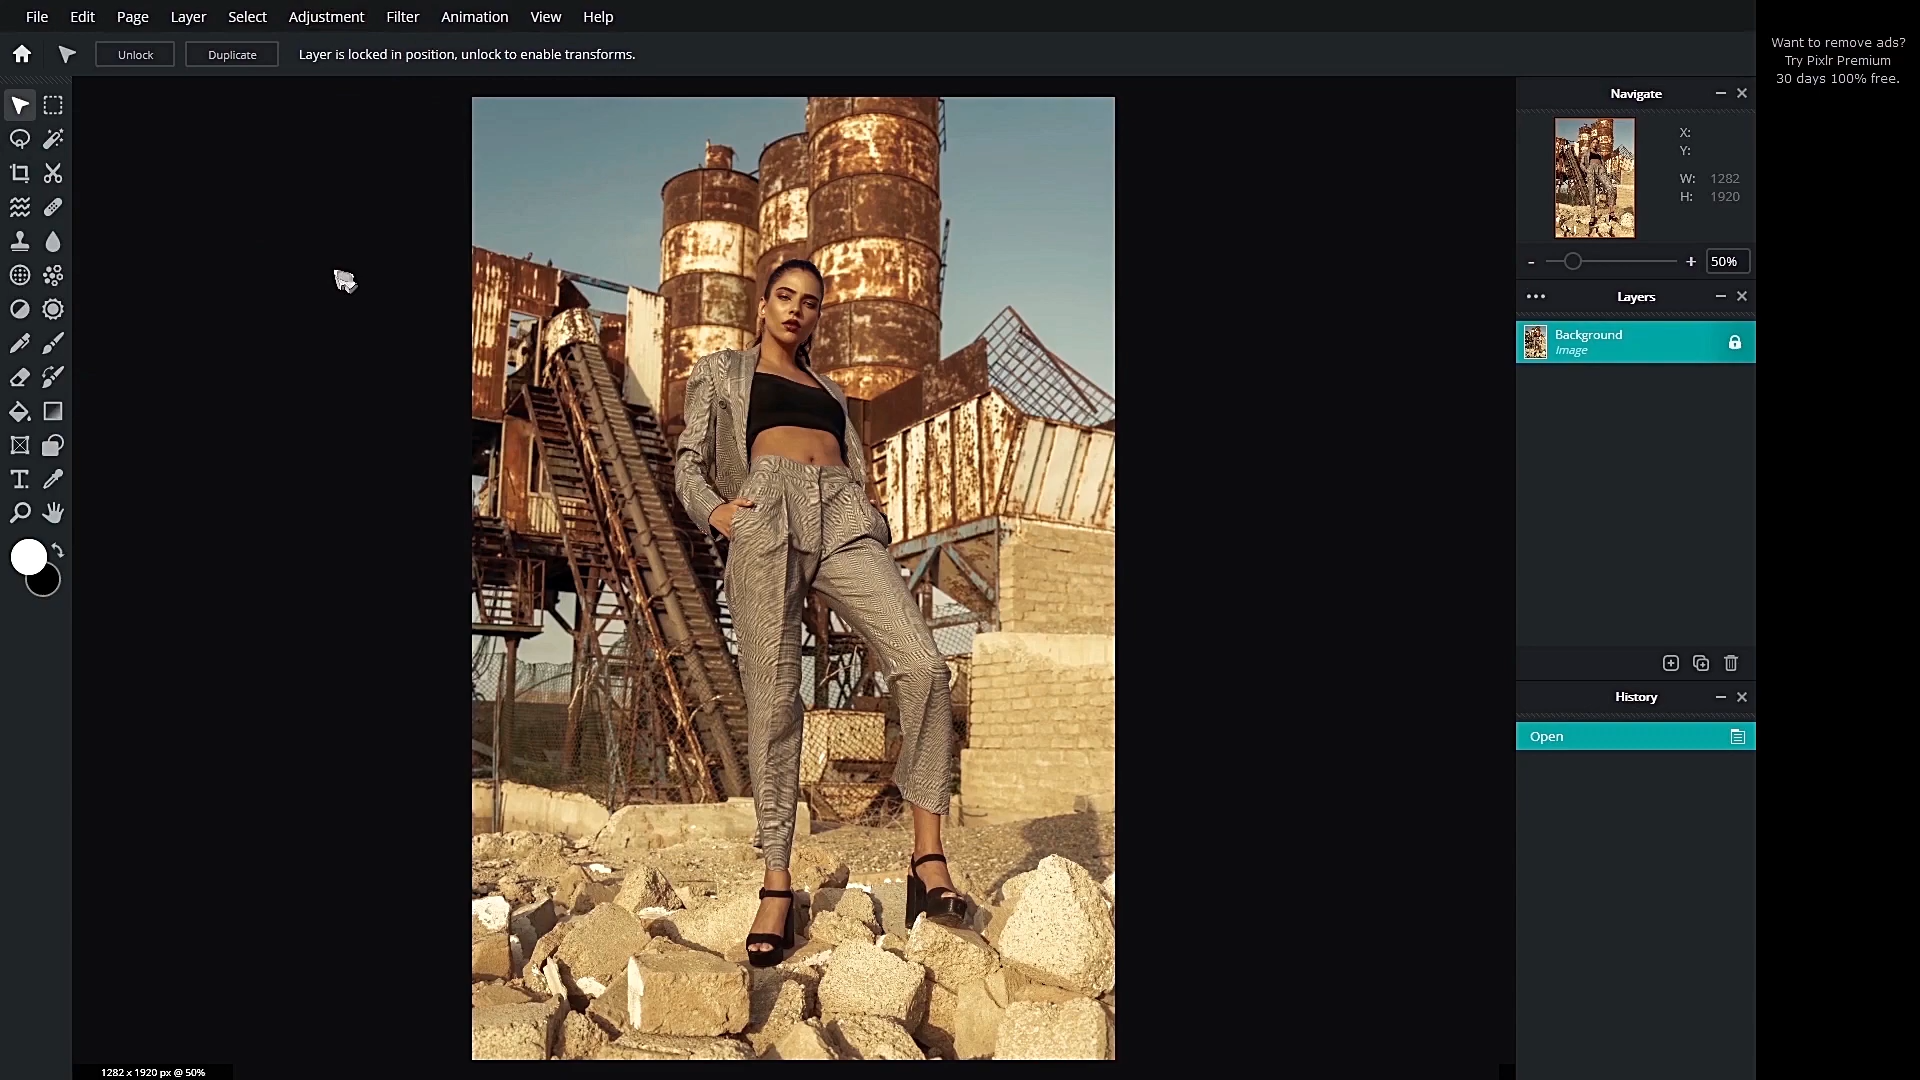 File Edit Page Layer Select Adjustment Filter Animation View Help
Unlock Duplicate Layer is locked in position, unlock to enable transforms.
Want to remove ads?
Try Pixlr Premium
30 days 100% free.
Navigate
X:
Y:
W: 1282
H: 1920
- + 50%
Layers
Background
Image
History
Open
T.
1282 x 1920 px @ 50%